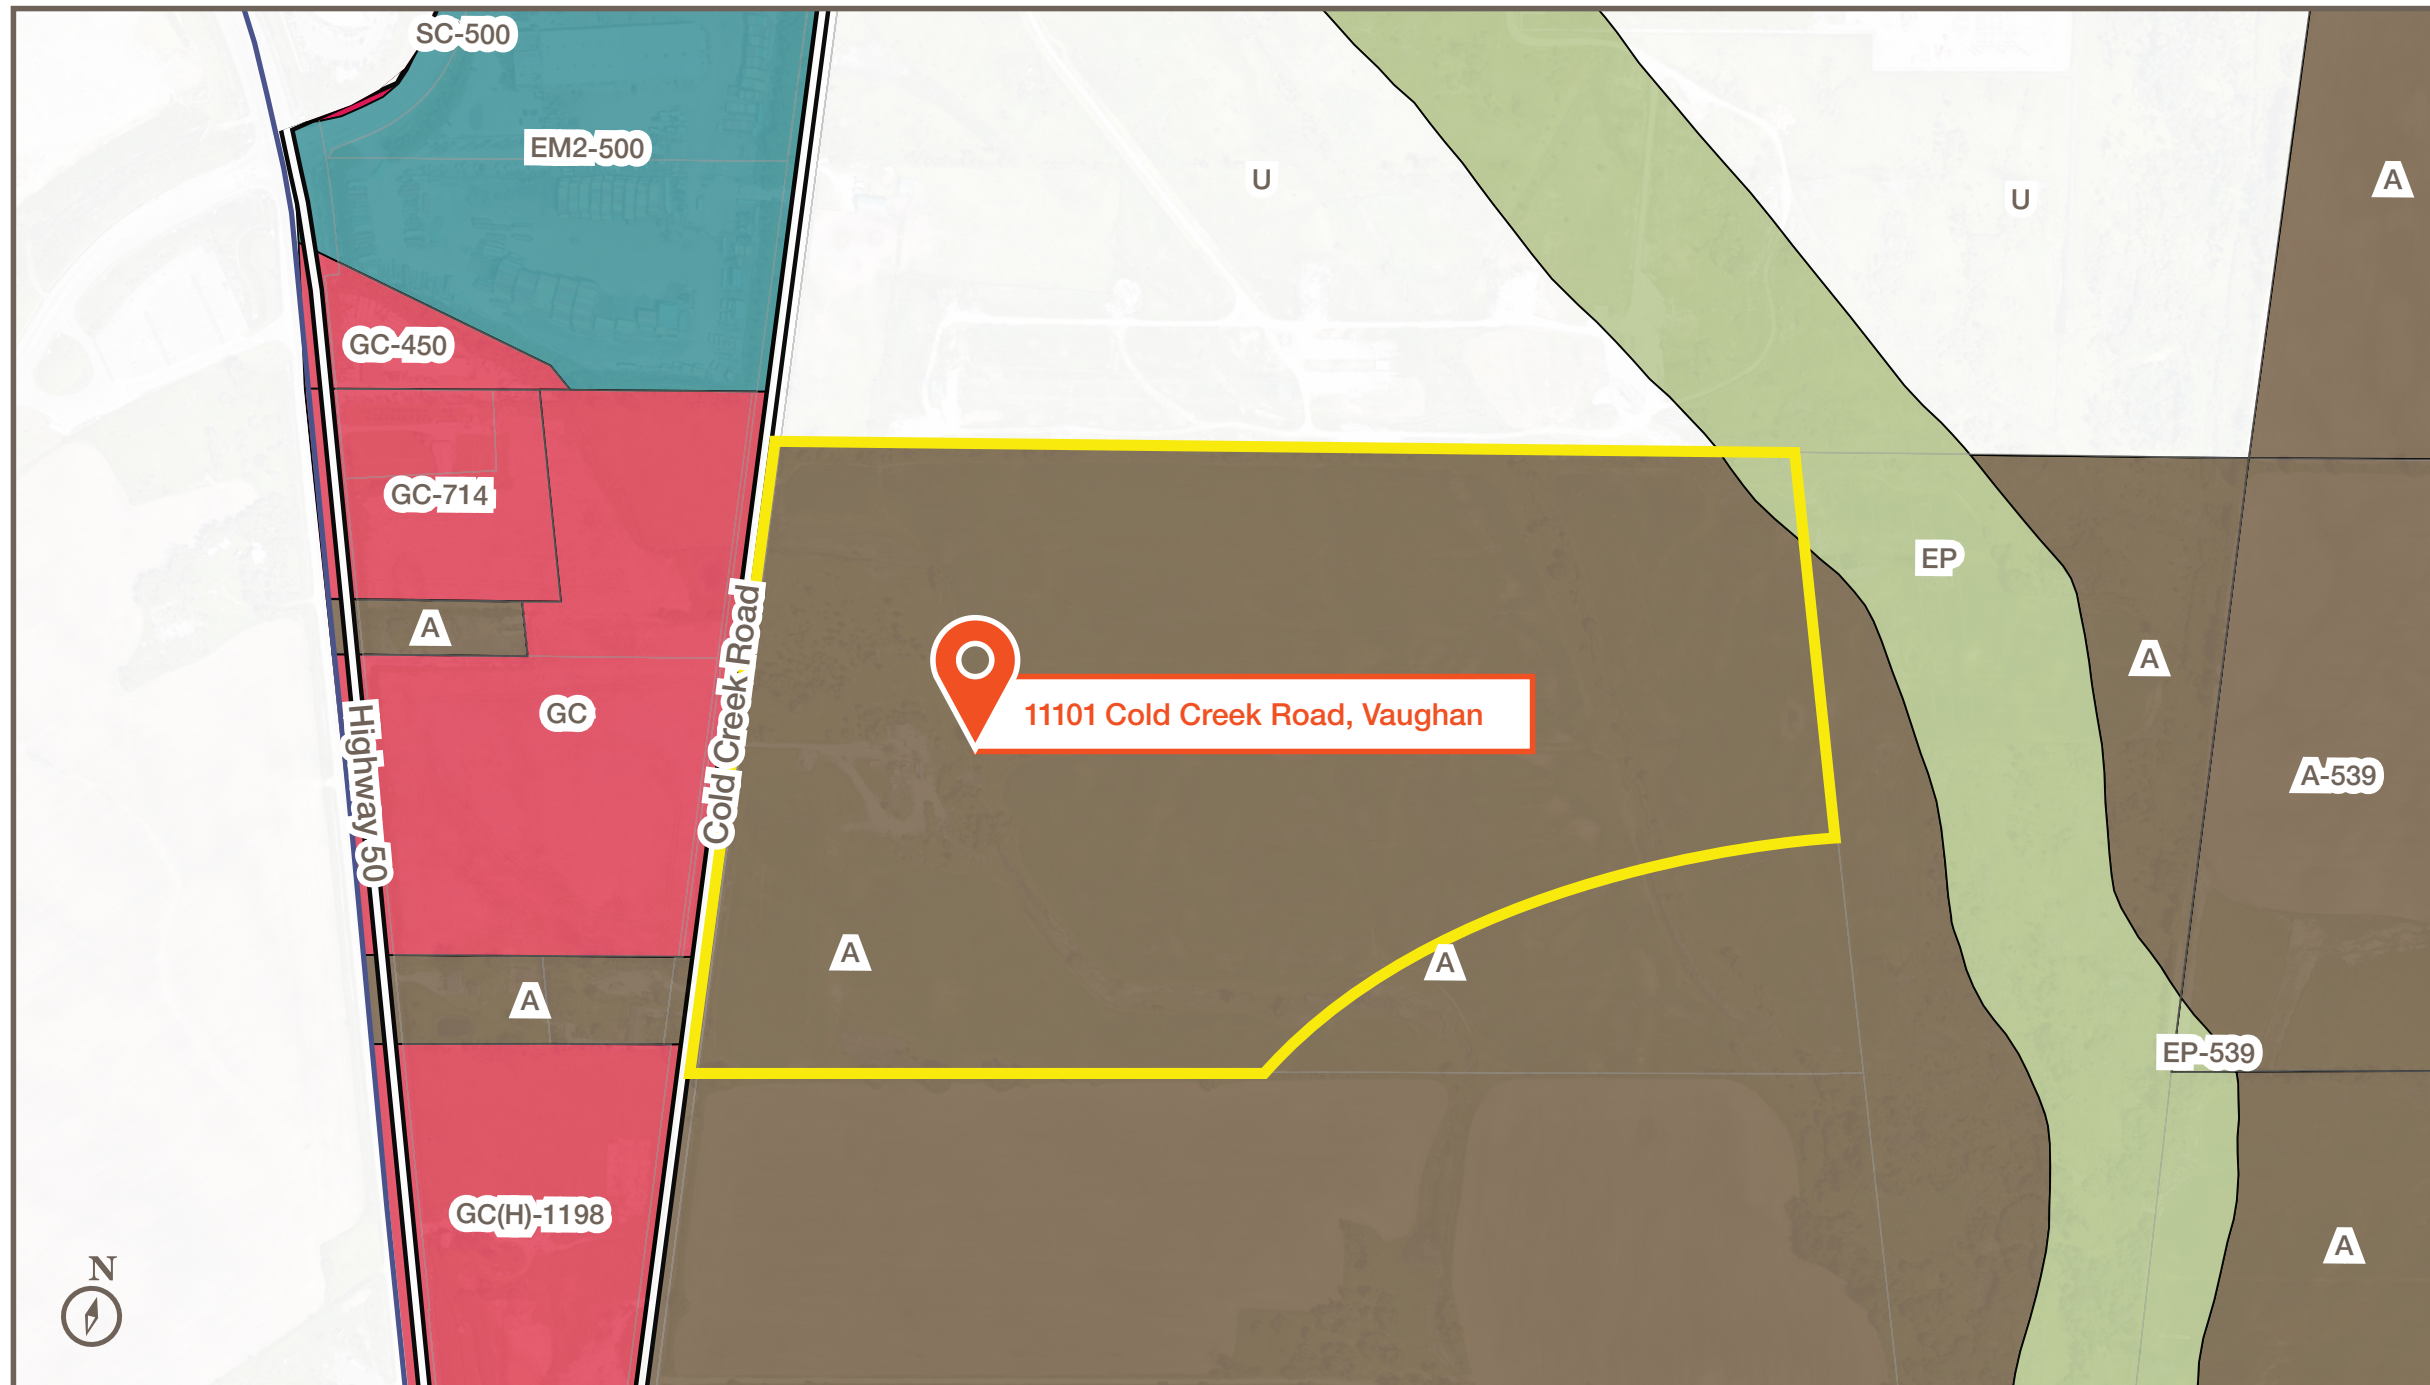 SC-500
EM2-500
U
U
A
GC-450
GC-714
EP
A
A
Cold Creek Road
11101 Cold Creek Road, Vaughan
Highway 50
GC
A-539
A
A
A
EP-539
GC(H)-1198
A
N